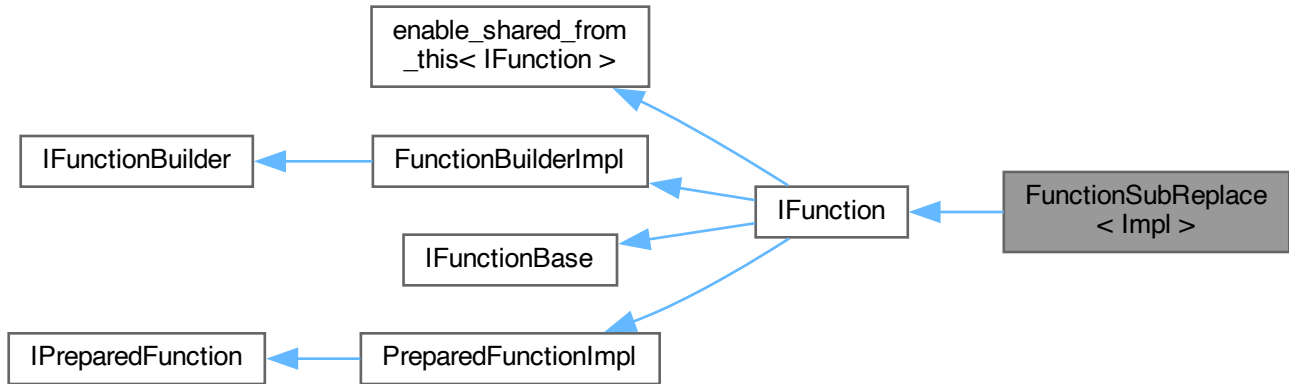 enable_shared_from
_this< IFunction >
IFunctionBuilder
FunctionBuilderImpl
IFunction
FunctionSubReplace
< Impl >
IFunctionBase
IPreparedFunction
PreparedFunctionImpl